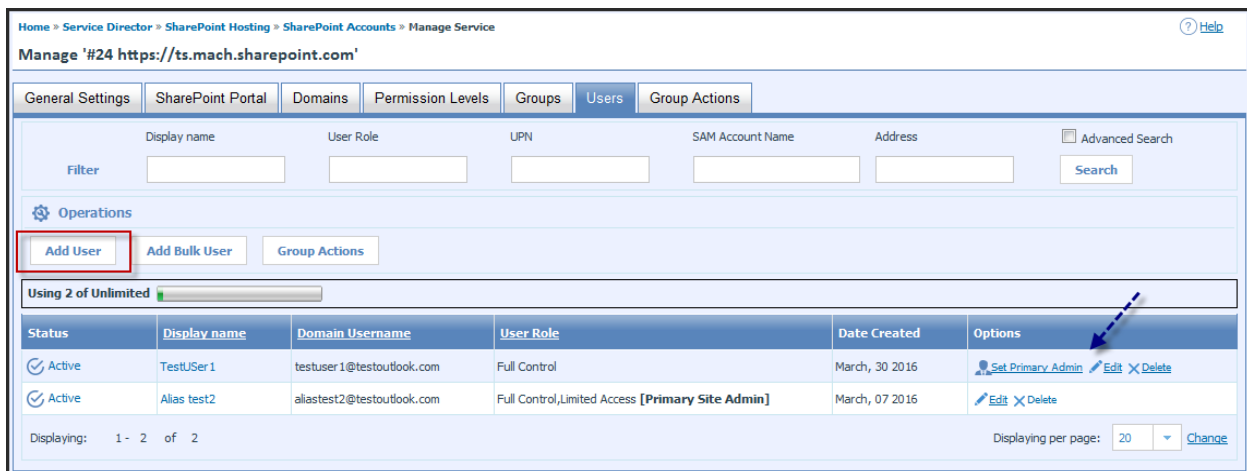 Home » Service Director » SharePoint Hosting » SharePoint Accounts » Manage Service
? Help
Manage '#24 https://ts.mach.sharepoint.com'
General Settings SharePoint Portal Domains Permission Levels Groups Users Group Actions
Display name User Role UPN SAM Account Name Address Advanced Search
Filter Search
Operations
Add User Add Bulk User Group Actions
Using 2 of Unlimited
Status Display name Domain Username User Role Date Created Options
Active TestUSer1 testuser1@testoutlook.com Full Control March, 30 2016 Set Primary Admin Edit Delete
Active Alias test2 aliastest2@testoutlook.com Full Control,Limited Access [Primary Site Admin] March, 07 2016 Edit Delete
Displaying: 1 - 2 of 2 Displaying per page: 20 Change